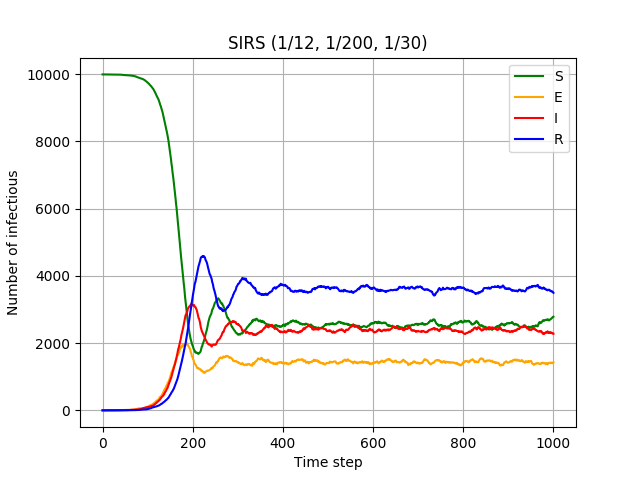 SIRS (1/12, 1/200, 1/30)
Number of infectious
10000
8000
6000
4000
2000
0
0 200 400 600 800 1000
Time step
S
E
I
R